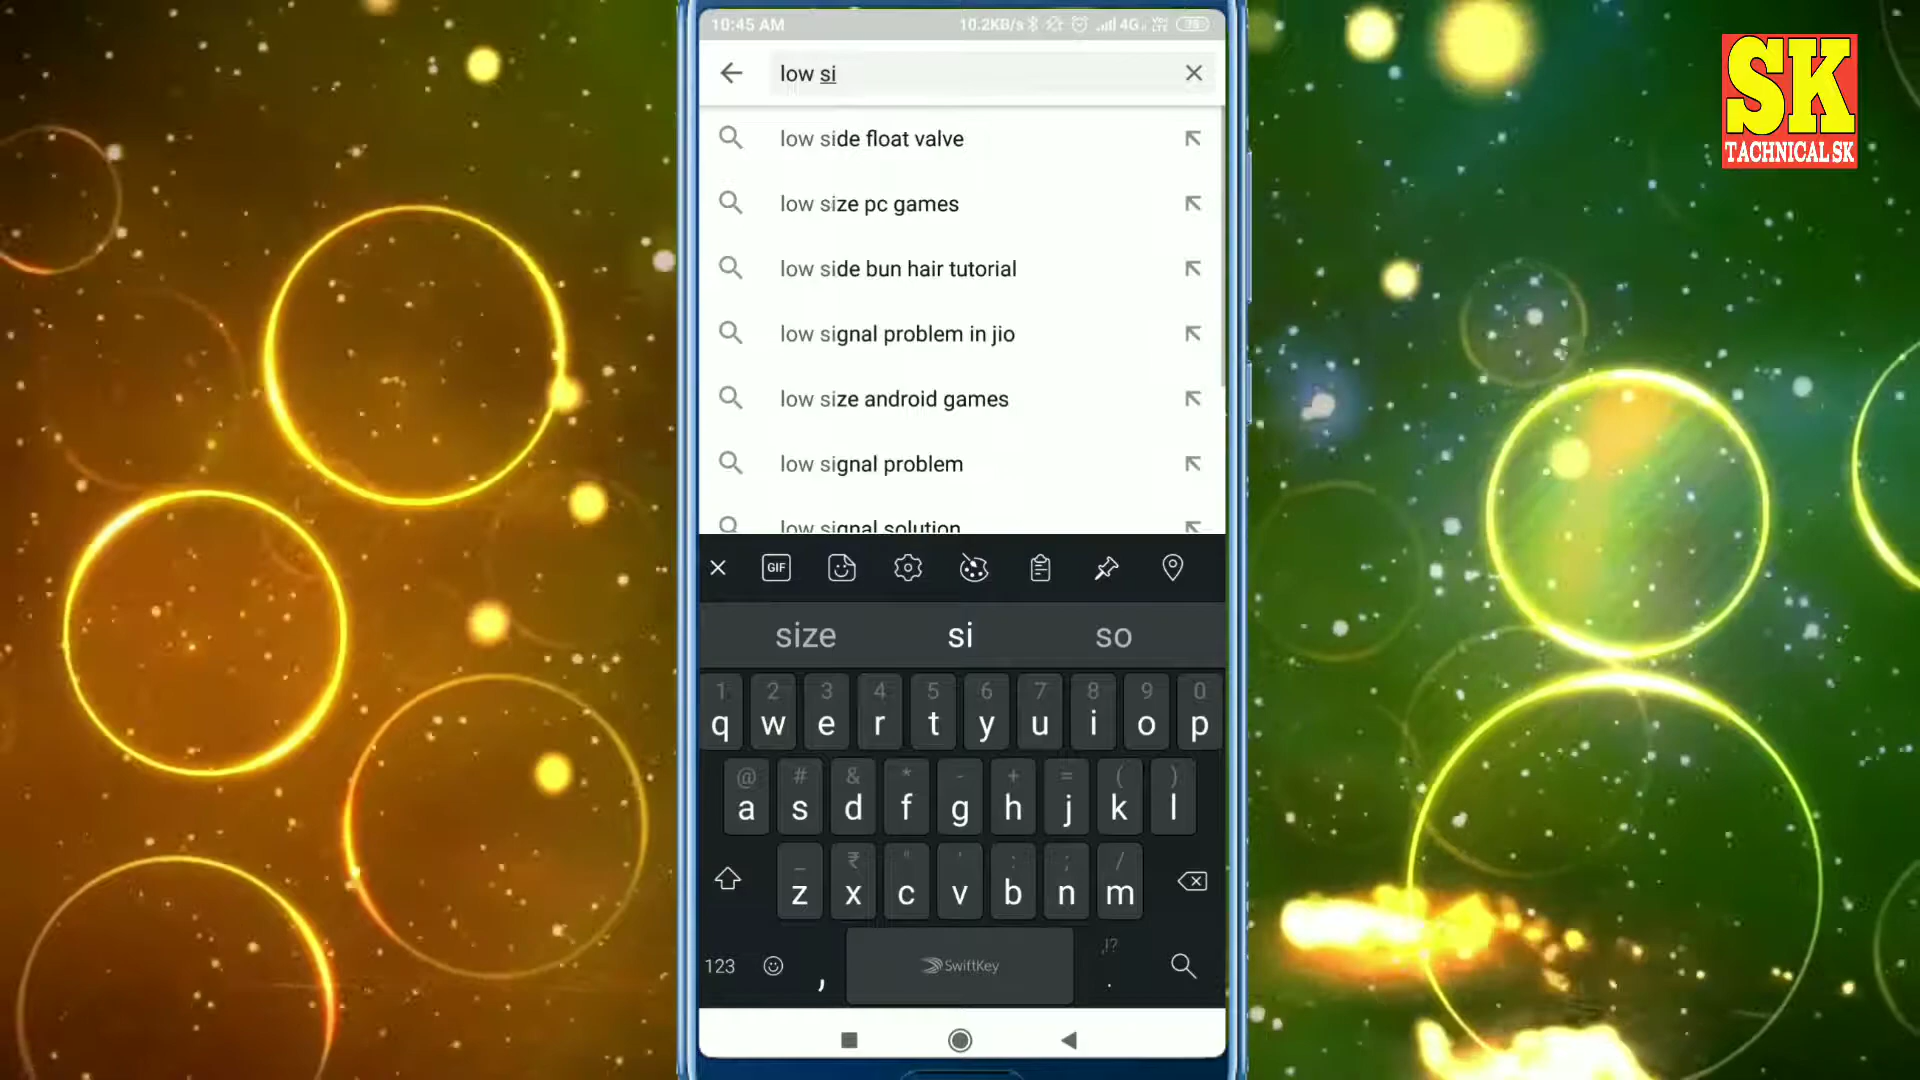 10:45 AM
10.2KB/s
4G
VoLTE
low si
low side float valve
low size pc games
low side bun hair tutorial
low signal problem in jio
low size android games
low signal problem
low signal solution
GIF
size si so
1 2 3 4 5 6 7 8 9 0
q w e r t y u i o p
@ # & * - + = ( )
a s d f g h j k l
_ ₹ " ' : ; /
z x c v b n m
,!?
123 , SwiftKey .
SK
TACHNICAL SK